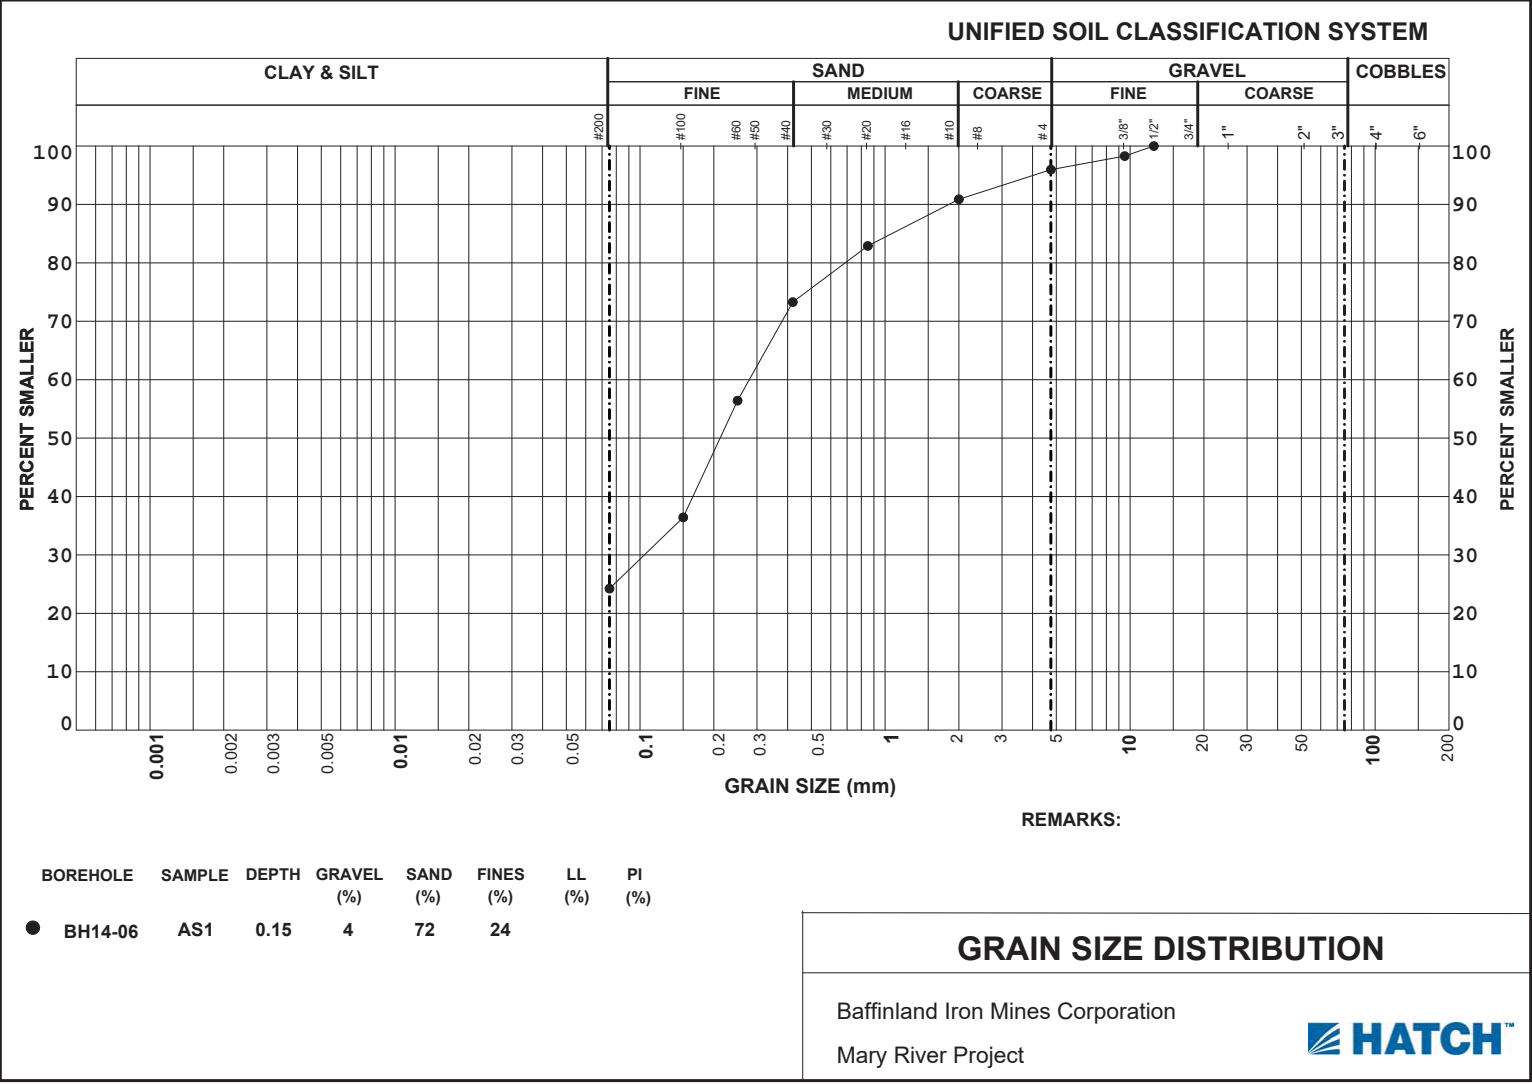 UNIFIED SOIL CLASSIFICATION SYSTEM
CLAY & SILT SAND GRAVEL COBBLES
FINE MEDIUM COARSE FINE COARSE
#200 #100 #60 #50 #40 #30 #20 #16 #10 #8 # 4 3/8" 1/2" 3/4" 1" 2" 3" 4" 6"
100 100
90 90
80 80
70 70
60 60
50 50
40 40
30 30
20 20
10 10
0 0
PERCENT SMALLER
PERCENT SMALLER
0.001 0.002 0.003 0.005 0.01 0.02 0.03 0.05 0.1 0.2 0.3 0.5 1 2 3 5 10 20 30 50 100 200
GRAIN SIZE (mm)
REMARKS:
BOREHOLE SAMPLE DEPTH GRAVEL SAND FINES LL PI
(%) (%) (%) (%) (%)
BH14-06 AS1 0.15 4 72 24
GRAIN SIZE DISTRIBUTION
Baffinland Iron Mines Corporation
Mary River Project
HATCH™